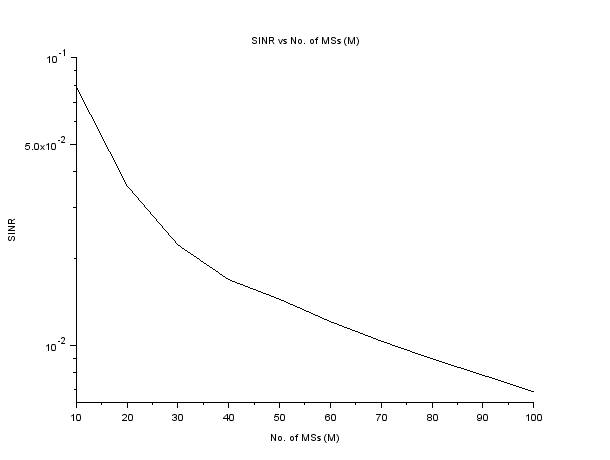 SINR vs No. of MSs (M)
10^-1
5.0x10^-2
SINR
10^-2
10 20 30 40 50 60 70 80 90 100
No. of MSs (M)